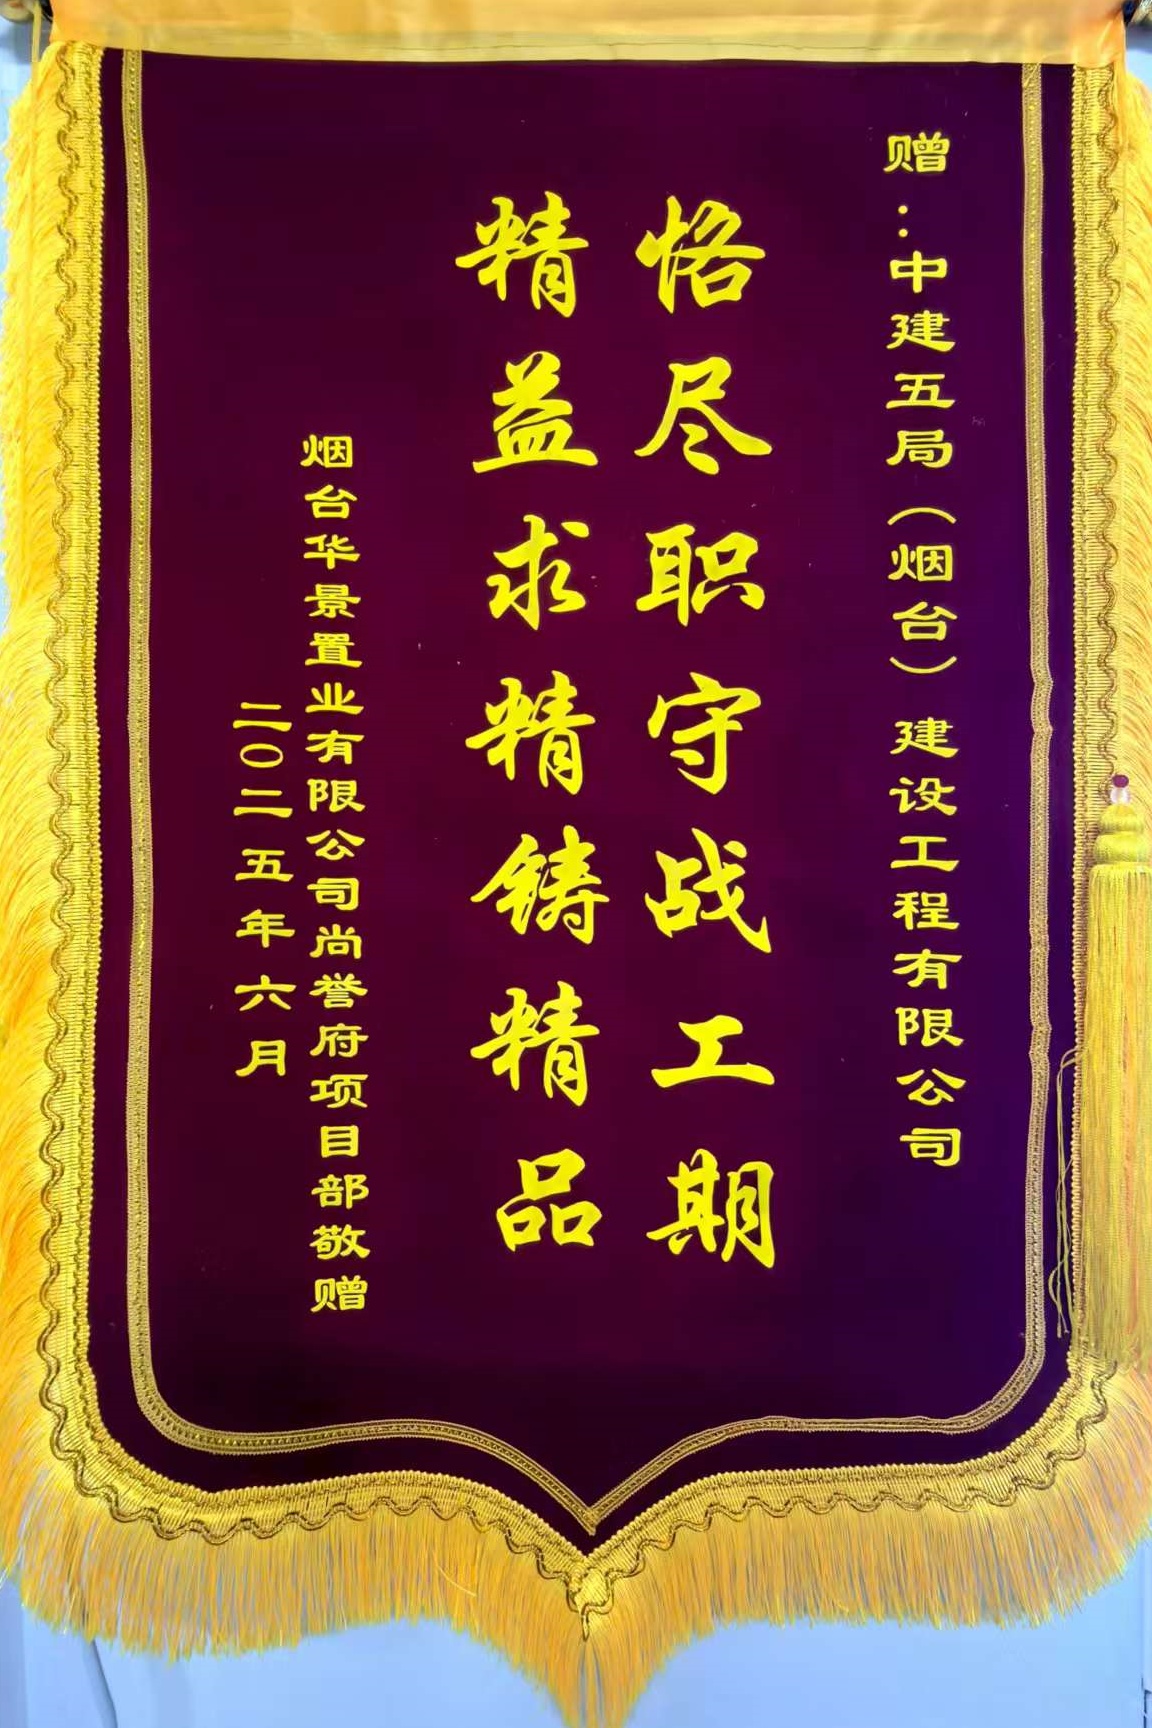 赠：中建五局（烟台）建设工程有限公司
恪尽职守战工期
精益求精铸精品
烟台华景置业有限公司尚誉府项目部敬赠
二〇二五年六月